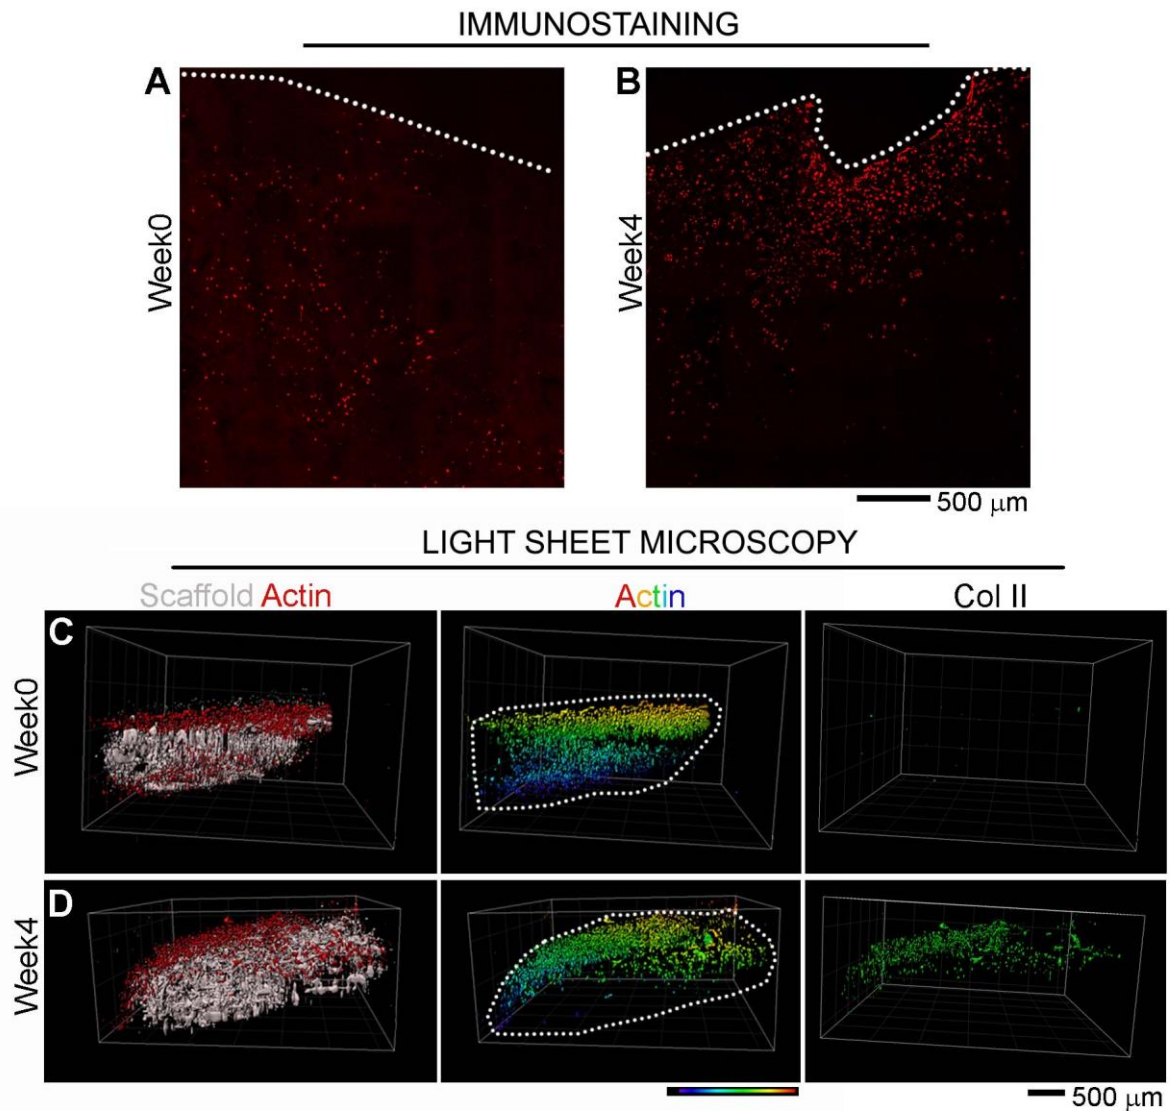 IMMUNOSTAINING
A
B
Week0
Week4
500 μm
LIGHT SHEET MICROSCOPY
Scaffold Actin
Actin
Col II
C
Week0
D
Week4
500 μm